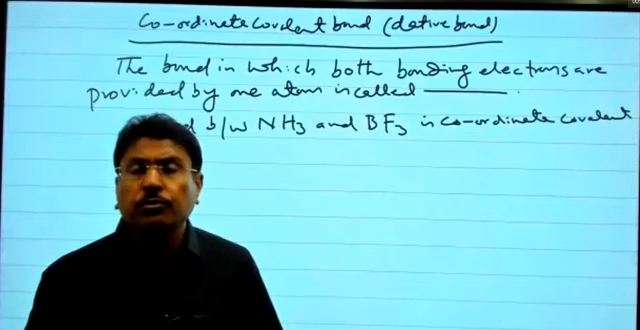 Co-ordinate covalent bond (dative bond)
The bond in which both bonding electrons are
provided by one atom is called ———.
d b/w NH3 and BF3 is co-ordinate covalent